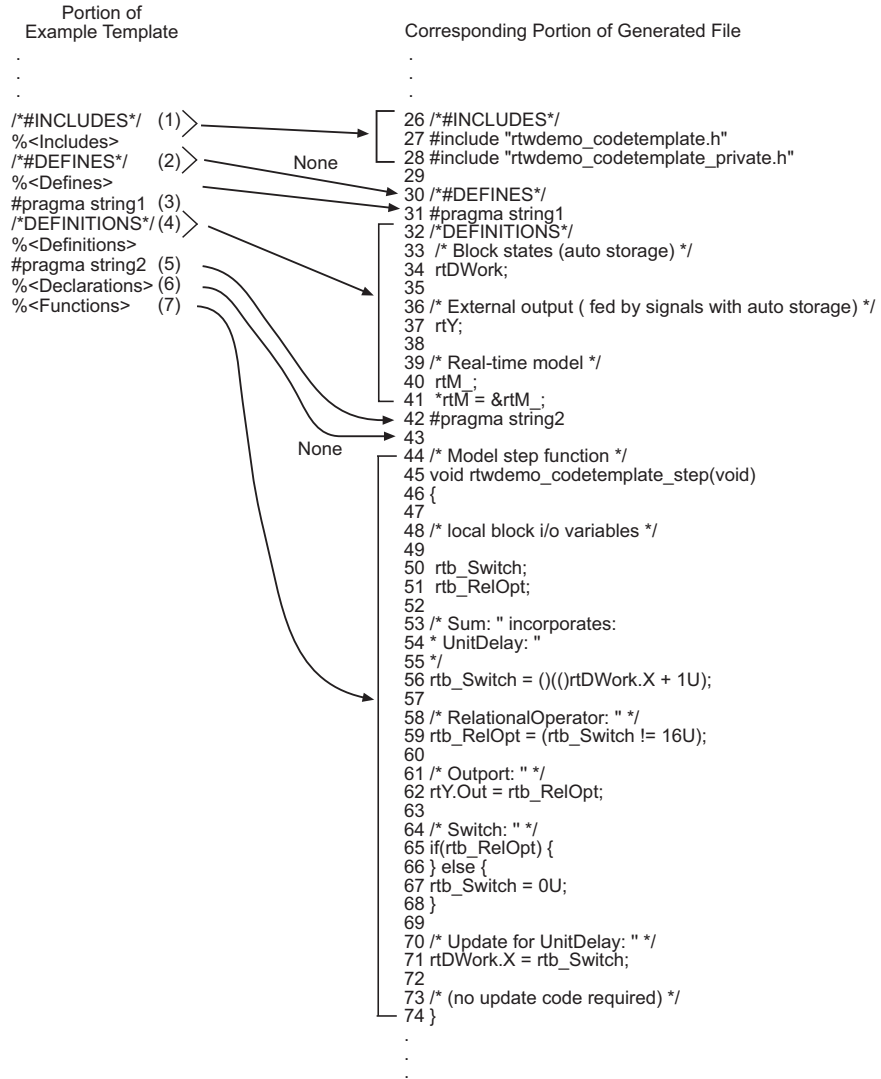 Portion of
Example Template
.
.
.
/*#INCLUDES*/ (1)
%<Includes>
/*#DEFINES*/ (2)
%<Defines>
#pragma string1 (3)
/*DEFINITIONS*/ (4)
%<Definitions>
#pragma string2 (5)
%<Declarations> (6)
%<Functions> (7)
None
None
Corresponding Portion of Generated File
.
.
.
26 /*#INCLUDES*/
27 #include "rtwdemo_codetemplate.h"
28 #include "rtwdemo_codetemplate_private.h"
29
30 /*#DEFINES*/
31 #pragma string1
32 /*DEFINITIONS*/
33 /* Block states (auto storage) */
34 rtDWork;
35
36 /* External output ( fed by signals with auto storage) */
37 rtY;
38
39 /* Real-time model */
40 rtM_;
41 *rtM = &rtM_;
42 #pragma string2
43
44 /* Model step function */
45 void rtwdemo_codetemplate_step(void)
46 {
47
48 /* local block i/o variables */
49
50 rtb_Switch;
51 rtb_RelOpt;
52
53 /* Sum: " incorporates:
54 * UnitDelay: "
55 */
56 rtb_Switch = ()(()rtDWork.X + 1U);
57
58 /* RelationalOperator: " */
59 rtb_RelOpt = (rtb_Switch != 16U);
60
61 /* Outport: '' */
62 rtY.Out = rtb_RelOpt;
63
64 /* Switch: '' */
65 if(rtb_RelOpt) {
66 } else {
67 rtb_Switch = 0U;
68 }
69
70 /* Update for UnitDelay: '' */
71 rtDWork.X = rtb_Switch;
72
73 /* (no update code required) */
74 }
.
.
.